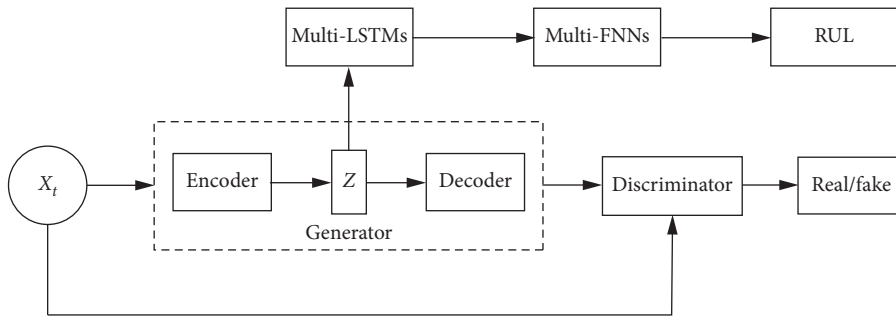 Multi-LSTMs
Multi-FNNs
RUL
X_t
Encoder
Z
Decoder
Discriminator
Real/fake
Generator